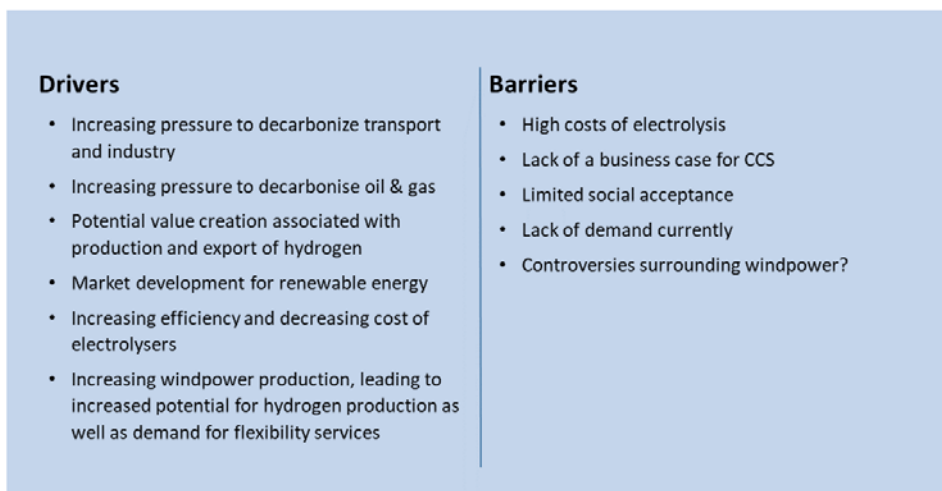 Drivers
• Increasing pressure to decarbonize transport
and industry
• Increasing pressure to decarbonise oil & gas
• Potential value creation associated with
production and export of hydrogen
• Market development for renewable energy
• Increasing efficiency and decreasing cost of
electrolysers
• Increasing windpower production, leading to
increased potential for hydrogen production as
well as demand for flexibility services
Barriers
• High costs of electrolysis
• Lack of a business case for CCS
• Limited social acceptance
• Lack of demand currently
• Controversies surrounding windpower?